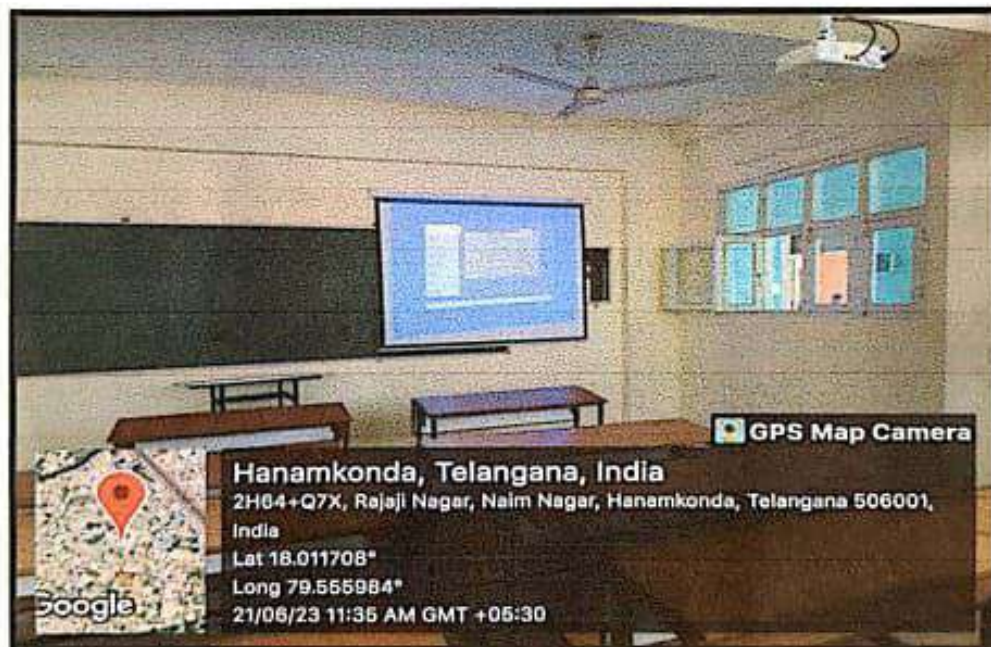 GPS Map Camera
Hanamkonda, Telangana, India
2H64+Q7X, Rajaji Nagar, Naim Nagar, Hanamkonda, Telangana 506001,
India
Lat 18.011708°
Long 79.555984°
21/06/23 11:35 AM GMT +05:30
Google